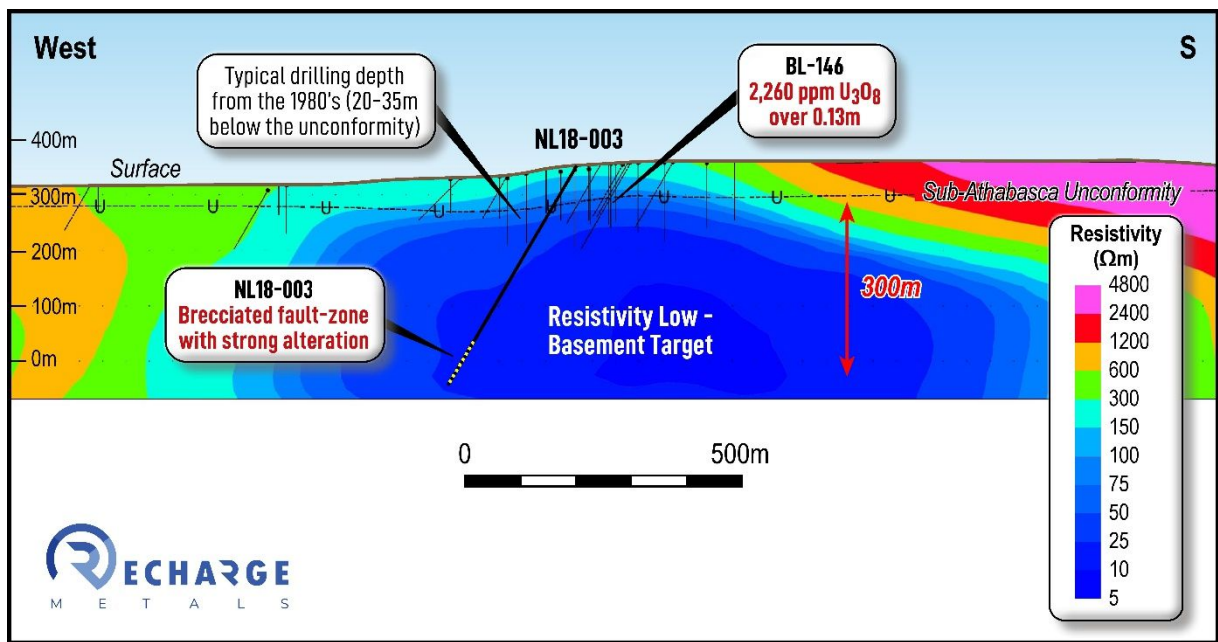 West
S
Typical drilling depth
from the 1980's (20-35m
below the unconformity)
BL-146
2,260 ppm U₃O₈
over 0.13m
NL18-003
400m
Surface
300m
U
U
U
U
U
U
U
Sub-Athabasca Unconformity
200m
100m
0m
NL18-003
Brecciated fault-zone
with strong alteration
Resistivity Low -
Basement Target
300m
Resistivity
(Ωm)
4800
2400
1200
600
300
150
100
75
50
25
10
5
0
500m
RECHARGE
METALS